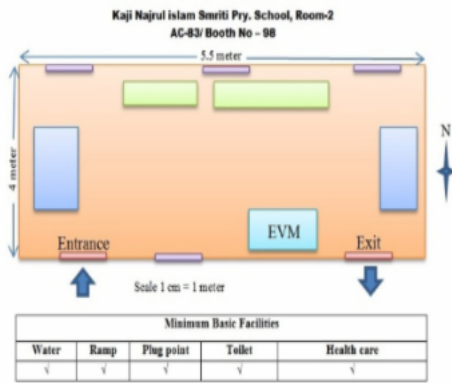 Kaji Najrul islam Smriti Pry. School, Room-2
AC-83/ Booth No – 98
5.5 meter
4 meter
N
EVM
Entrance
Exit
Scale 1 cm = 1 meter
Minimum Basic Facilities
Water Ramp Plug point Toilet Health care
√ √ √ √ √